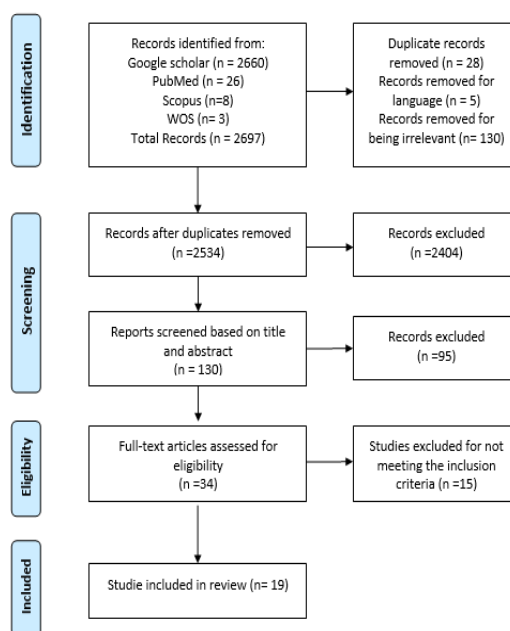 Identification
Records identified from:
Google scholar (n = 2660)
PubMed (n = 26)
Scopus (n=8)
WOS (n= 3)
Total Records (n = 2697)
Duplicate records
removed (n = 28)
Records removed for
language (n = 5)
Records removed for
being irrelevant (n= 130)
Screening
Records after duplicates removed
(n =2534)
Records excluded
(n =2404)
Reports screened based on title
and abstract
(n = 130)
Records excluded
(n =95)
Eligibility
Full-text articles assessed for
eligibility
(n =34)
Studies excluded for not
meeting the inclusion
criteria (n =15)
Included
Studie included in review (n= 19)